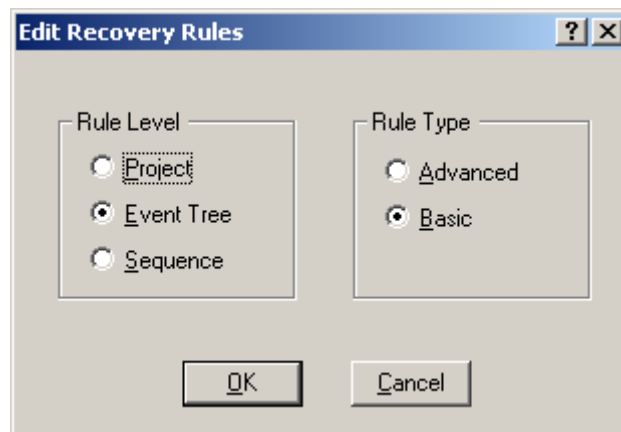 Edit Recovery Rules
Rule Level
Project
Event Tree
Sequence
Rule Type
Advanced
Basic
OK
Cancel